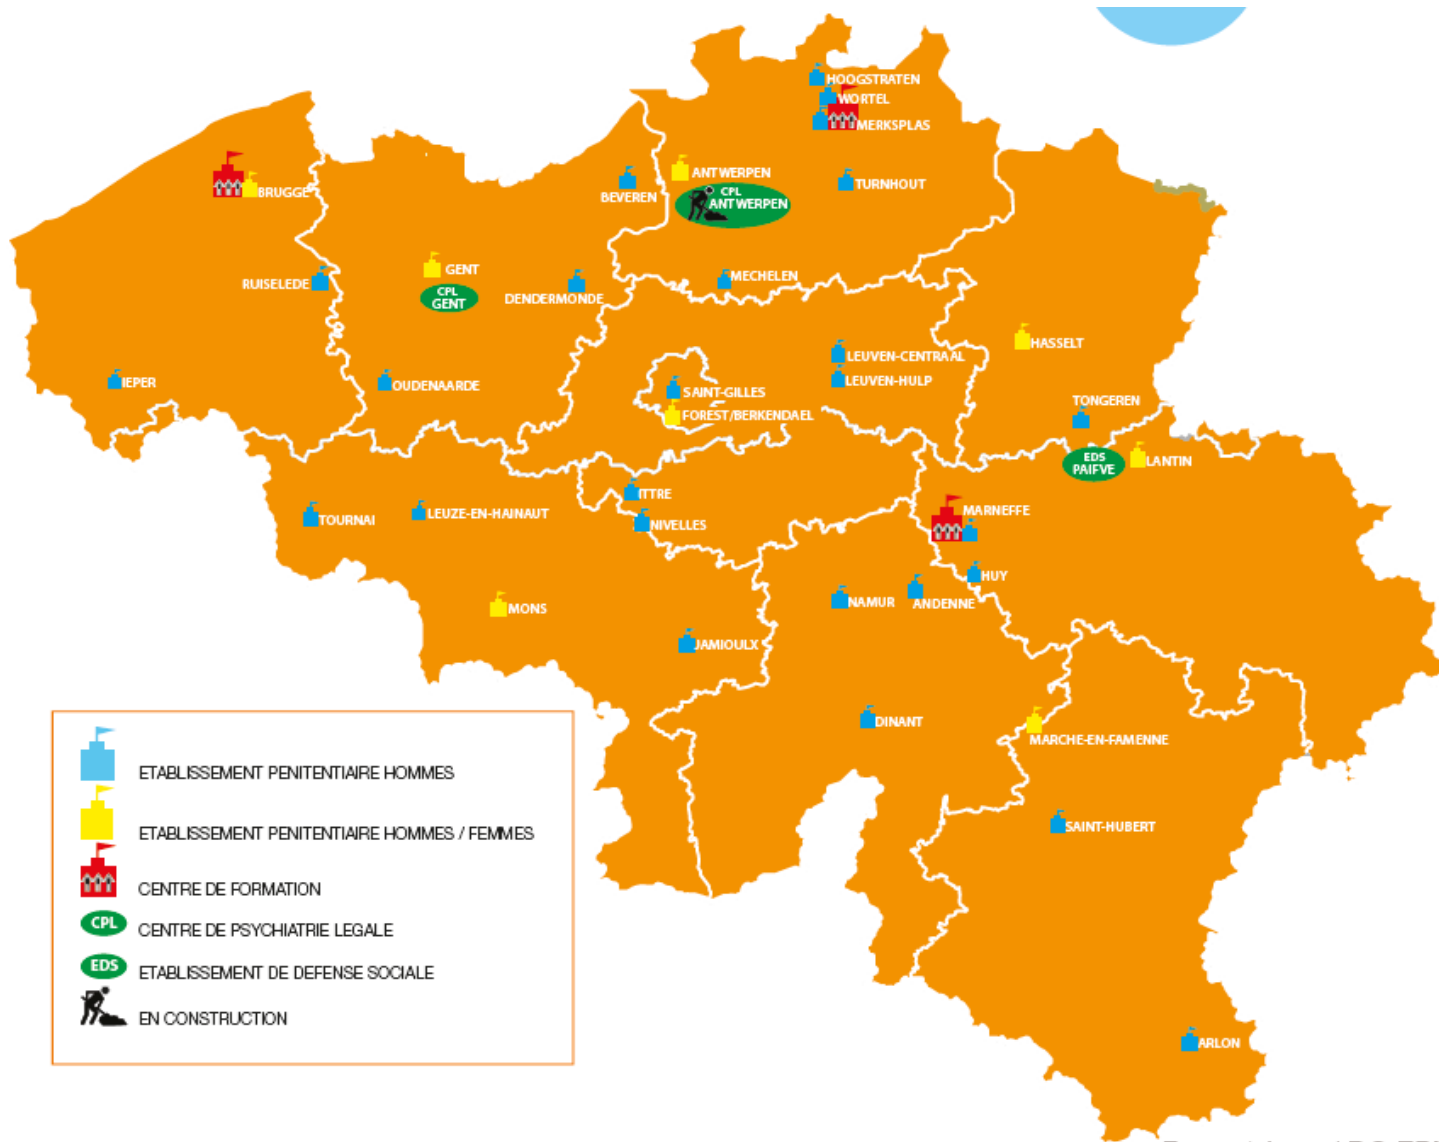 HOOGSTRATEN
WORTEL
MERKSPLAS
ANTWERPEN
TURNHOUT
BRUGGE
BEVEREN
CPL
ANTWERPEN
GENT
MECHELEN
RUISELEDE
CPL
GENT
DENDERMONDE
HASSELT
LEUVEN-CENTRAAL
LEUVEN-HULP
IEPER
OUDENAARDE
SAINT-GILLES
TONGEREN
FOREST/BERKENDAEL
EDS
PAIFVE
LANTIN
ITTRE
MARNEFFE
TOURNAI
LEUZE-EN-HAINAUT
NIVELLES
HUY
MONS
NAMUR
ANDENNE
JAMIOULX
DINANT
MARCHE-EN-FAMENNE
SAINT-HUBERT
ARLON
ETABLISSEMENT PENITENTIAIRE HOMMES
ETABLISSEMENT PENITENTIAIRE HOMMES / FEMMES
CENTRE DE FORMATION
CPL CENTRE DE PSYCHIATRIE LEGALE
EDS ETABLISSEMENT DE DEFENSE SOCIALE
EN CONSTRUCTION